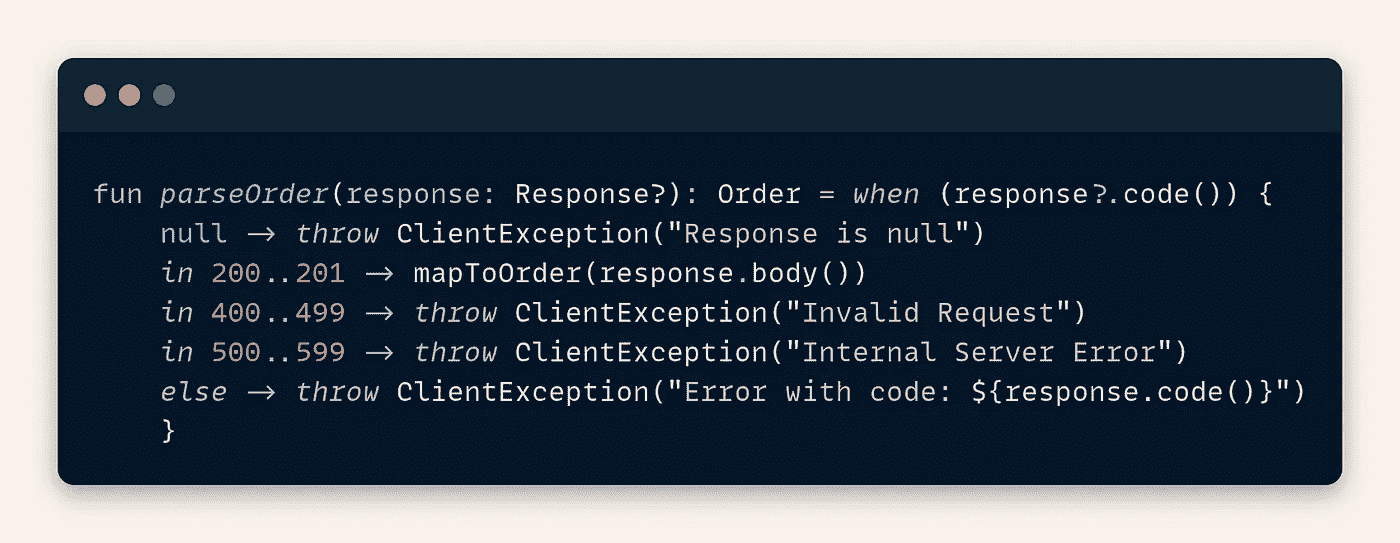 fun parseOrder(response: Response?): Order = when (response?.code()) {
null -> throw ClientException("Response is null")
in 200..201 -> mapToOrder(response.body())
in 400..499 -> throw ClientException("Invalid Request")
in 500..599 -> throw ClientException("Internal Server Error")
else -> throw ClientException("Error with code: ${response.code()}")
}